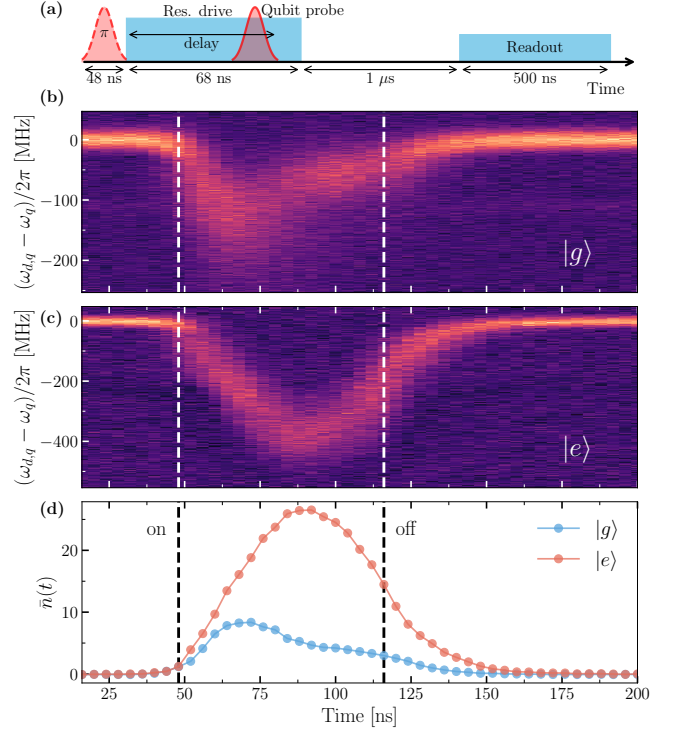 (a)
Res. drive
Qubit probe
π
delay
Readout
48 ns
68 ns
1 μs
500 ns
Time
(b)
(ω_{d,q} − ω_q)/2π [MHz]
0
−100
−200
|g⟩
(c)
(ω_{d,q} − ω_q)/2π [MHz]
0
−200
−400
|e⟩
(d)
n̄(t)
20
10
0
on
off
|g⟩
|e⟩
25 50 75 100 125 150 175 200
Time [ns]